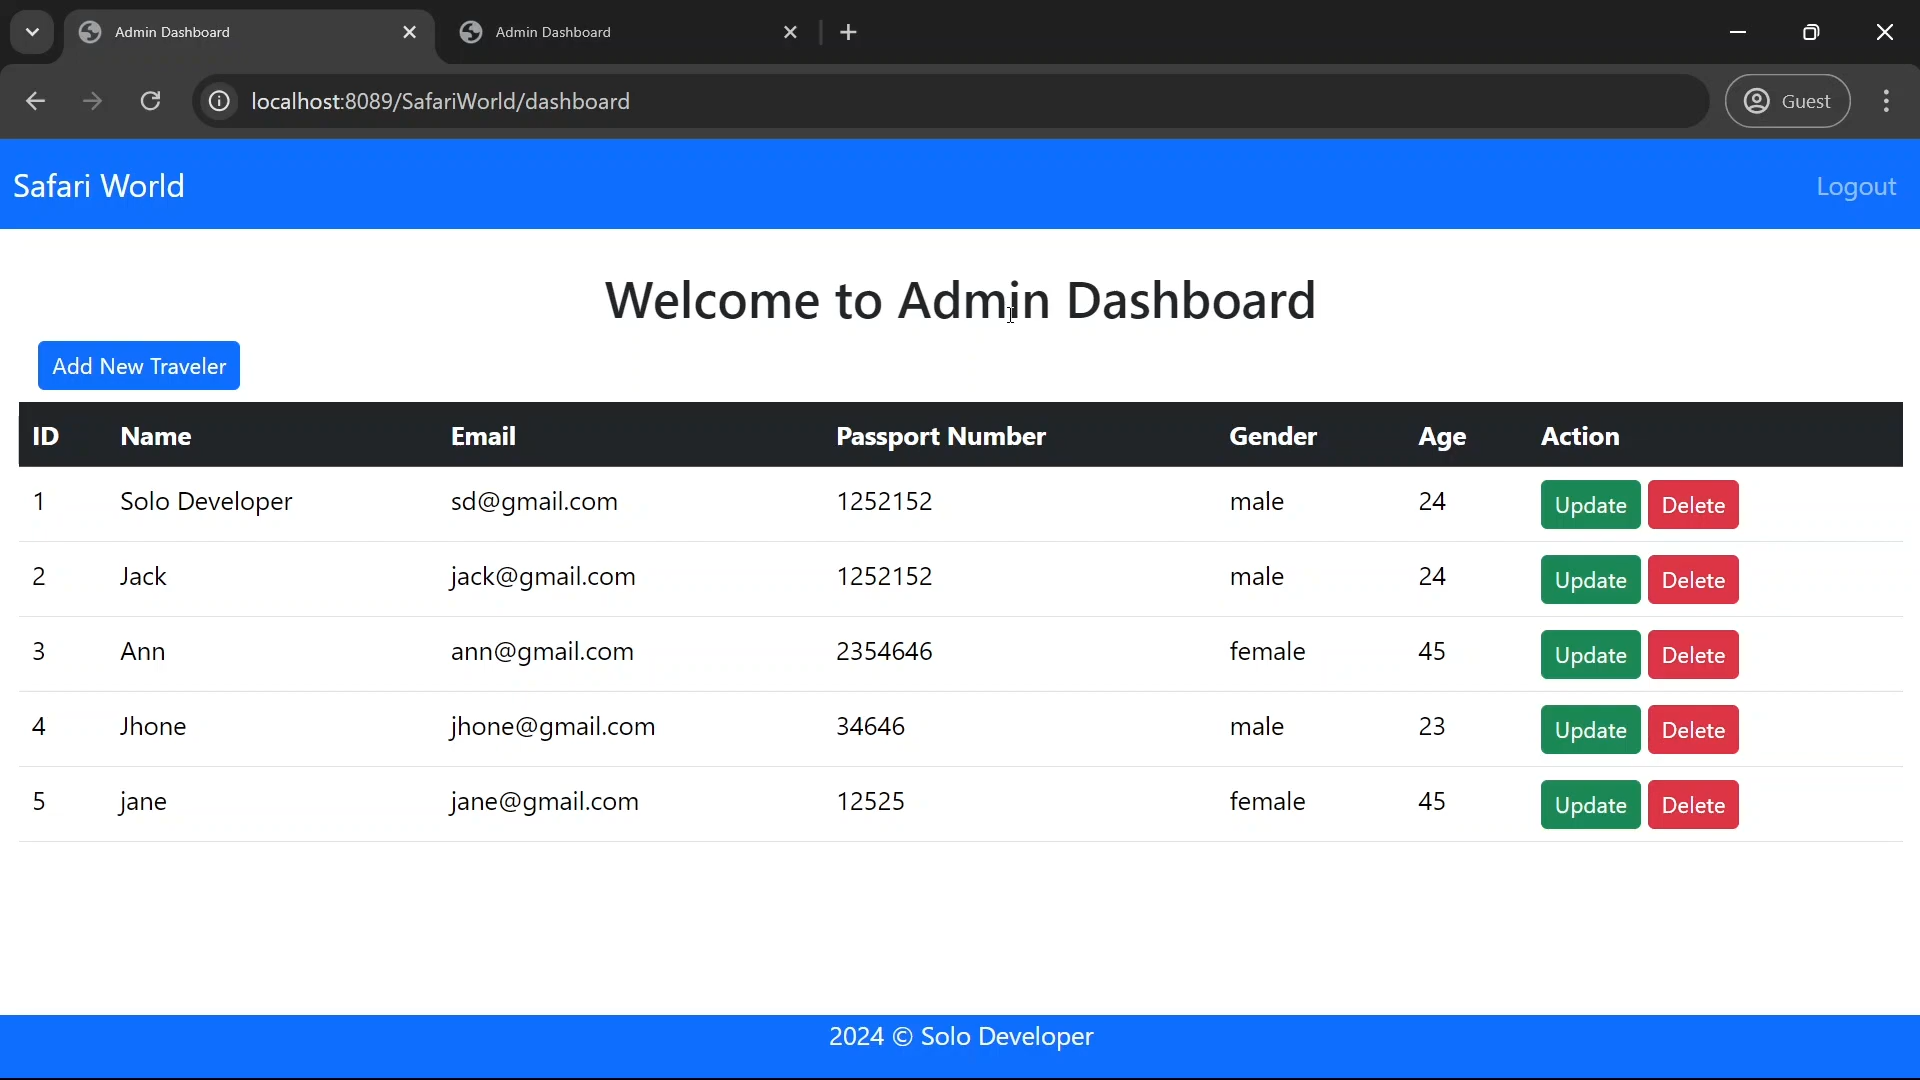 Admin Dashboard Admin Dashboard
localhost:8089/SafariWorld/dashboard Guest
Safari World Logout
Welcome to Admin Dashboard
Add New Traveler
ID Name Email Passport Number Gender Age Action
1 Solo Developer sd@gmail.com 1252152 male 24 Update Delete
2 Jack jack@gmail.com 1252152 male 24 Update Delete
3 Ann ann@gmail.com 2354646 female 45 Update Delete
4 Jhone jhone@gmail.com 34646 male 23 Update Delete
5 jane jane@gmail.com 12525 female 45 Update Delete
2024 © Solo Developer